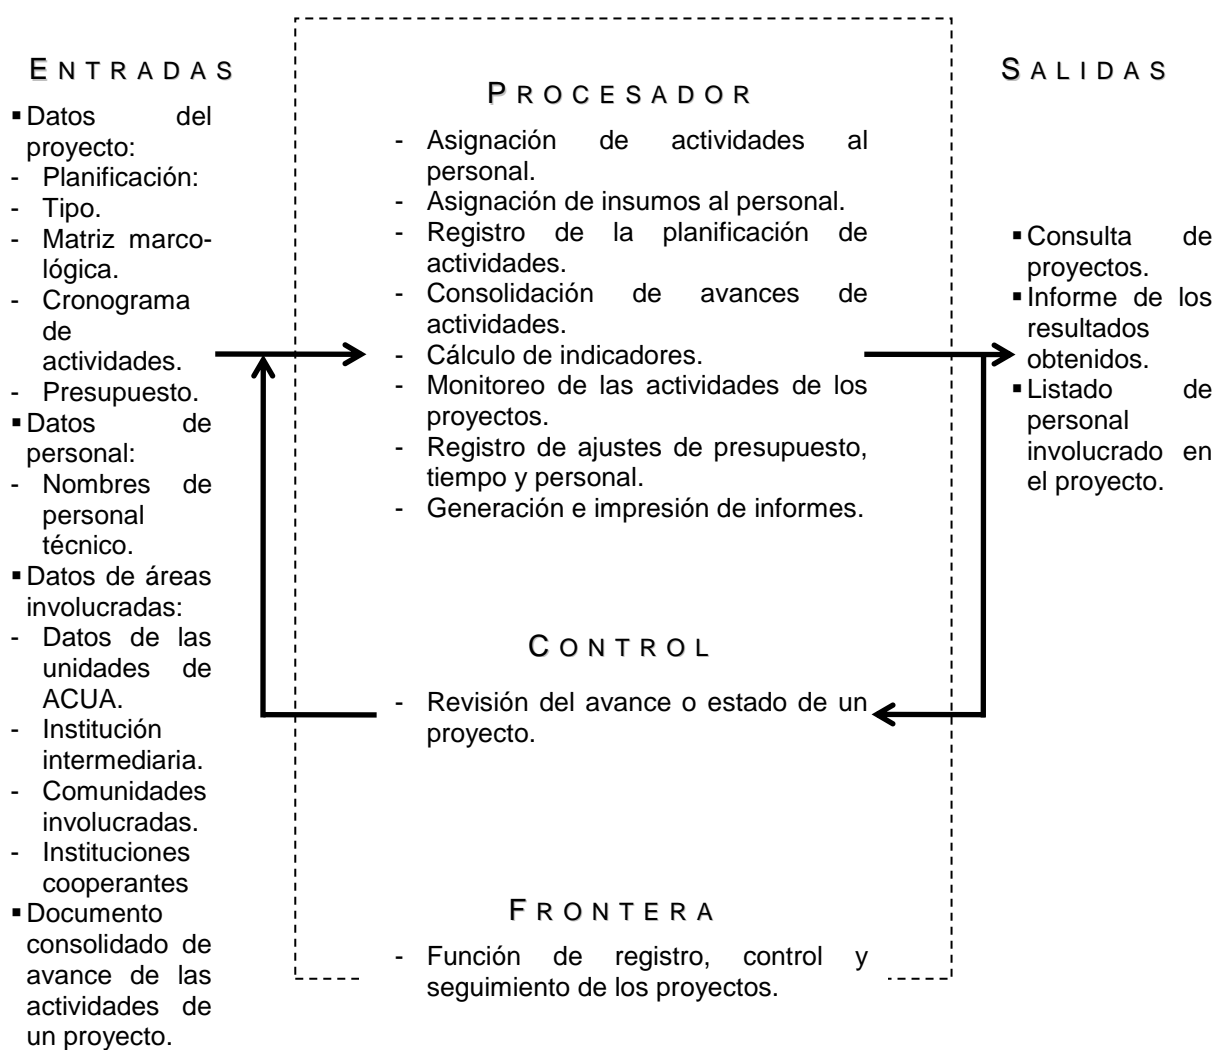 ENTRADAS
▪Datos del
proyecto:
- Planificación:
- Tipo.
- Matriz marco-
lógica.
- Cronograma
de
actividades.
- Presupuesto.
▪Datos de
personal:
- Nombres de
personal
técnico.
▪Datos de áreas
involucradas:
- Datos de las
unidades de
ACUA.
- Institución
intermediaria.
- Comunidades
involucradas.
- Instituciones
cooperantes
▪Documento
consolidado de
avance de las
actividades de
un proyecto.
PROCESADOR
- Asignación de actividades al
personal.
- Asignación de insumos al personal.
- Registro de la planificación de
actividades.
- Consolidación de avances de
actividades.
- Cálculo de indicadores.
- Monitoreo de las actividades de los
proyectos.
- Registro de ajustes de presupuesto,
tiempo y personal.
- Generación e impresión de informes.
CONTROL
- Revisión del avance o estado de un
proyecto.
FRONTERA
- Función de registro, control y
seguimiento de los proyectos.
SALIDAS
▪Consulta de
proyectos.
▪Informe de los
resultados
obtenidos.
▪Listado de
personal
involucrado en
el proyecto.